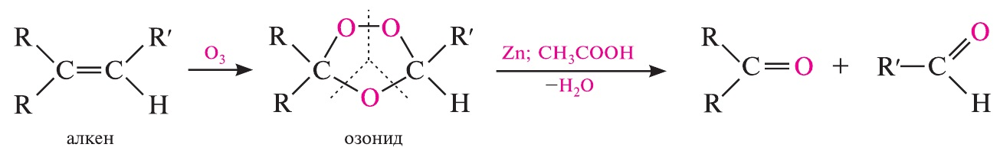 R R′ C=C R H
O₃
R O–O R′ C C R O H
Zn; CH₃COOH
−H₂O
R C=O R + R′–C O H
алкен
озонид